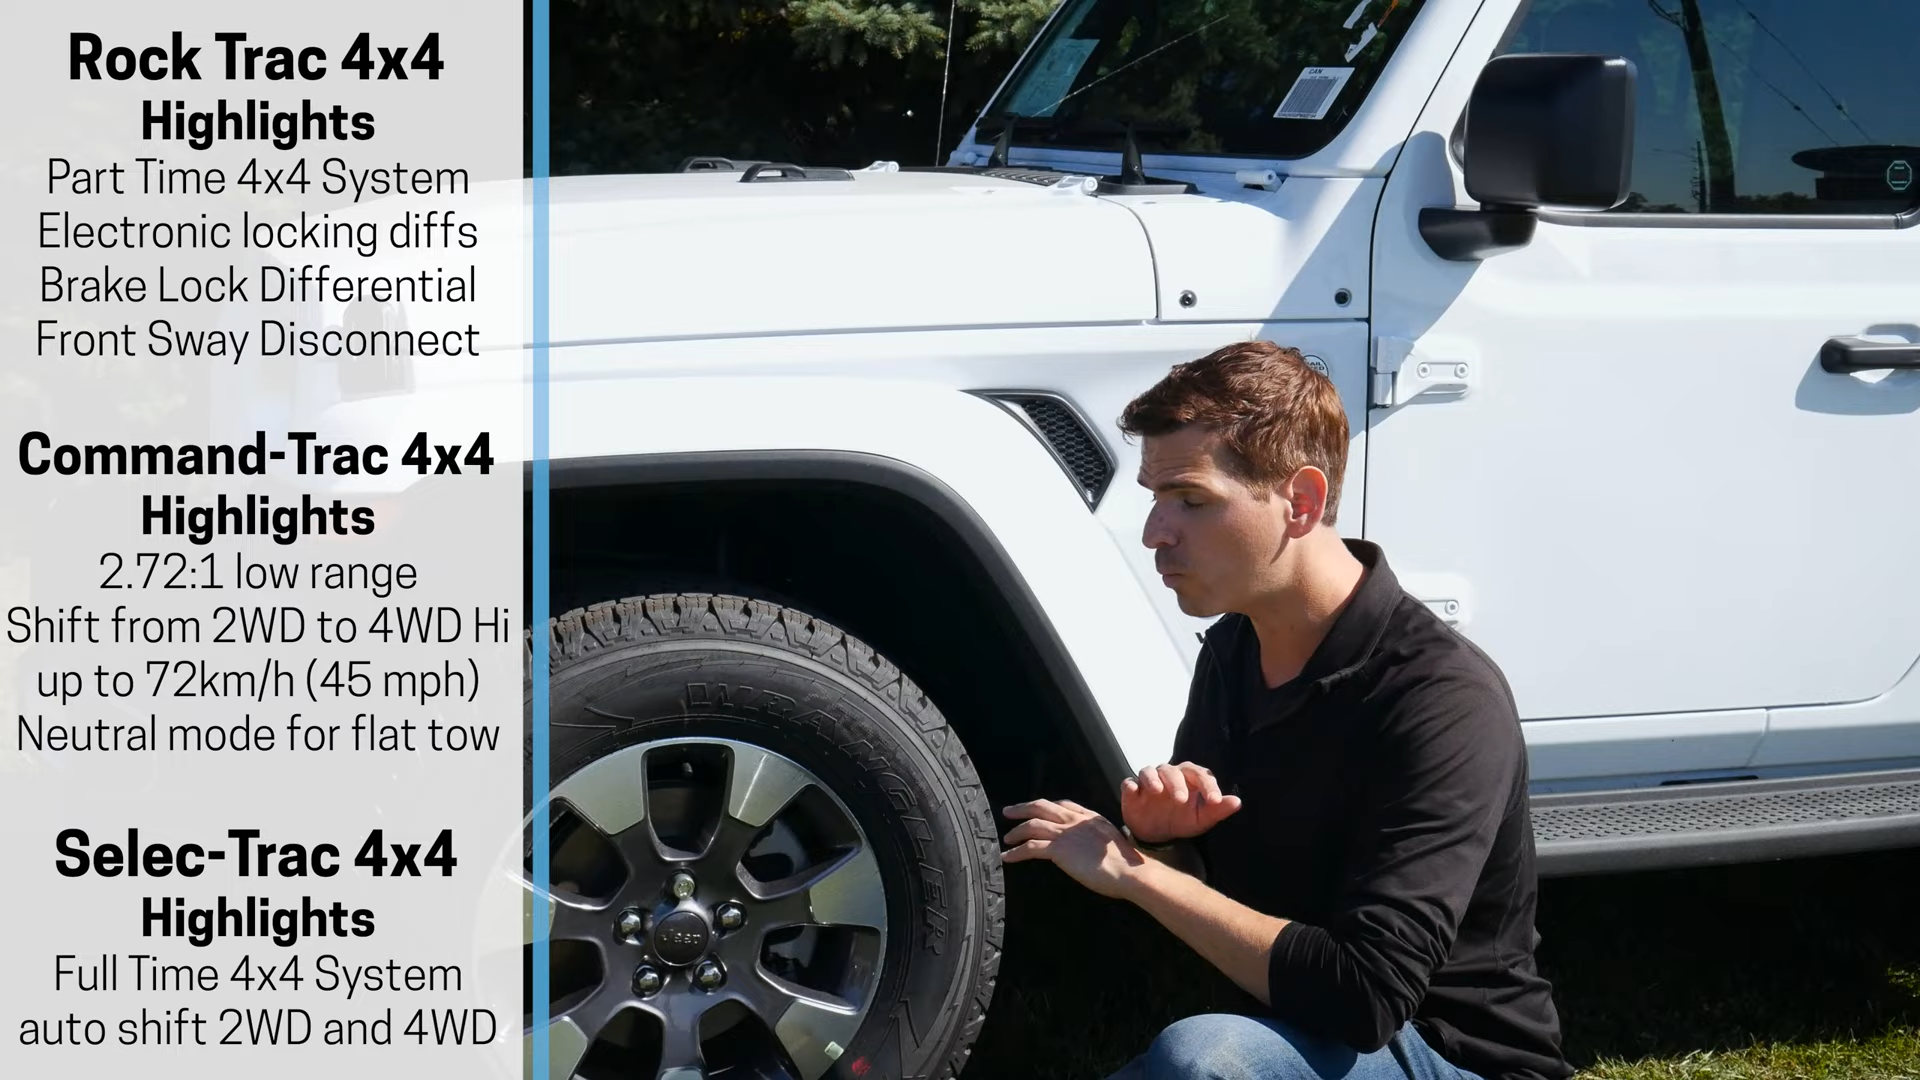 Rock Trac 4x4
Highlights
Part Time 4x4 System
Electronic locking diffs
Brake Lock Differential
Front Sway Disconnect
Command-Trac 4x4
Highlights
2.72:1 low range
Shift from 2WD to 4WD Hi
up to 72km/h (45 mph)
Neutral mode for flat tow
Selec-Trac 4x4
Highlights
Full Time 4x4 System
auto shift 2WD and 4WD
WRANGLER
Jeep
CAN